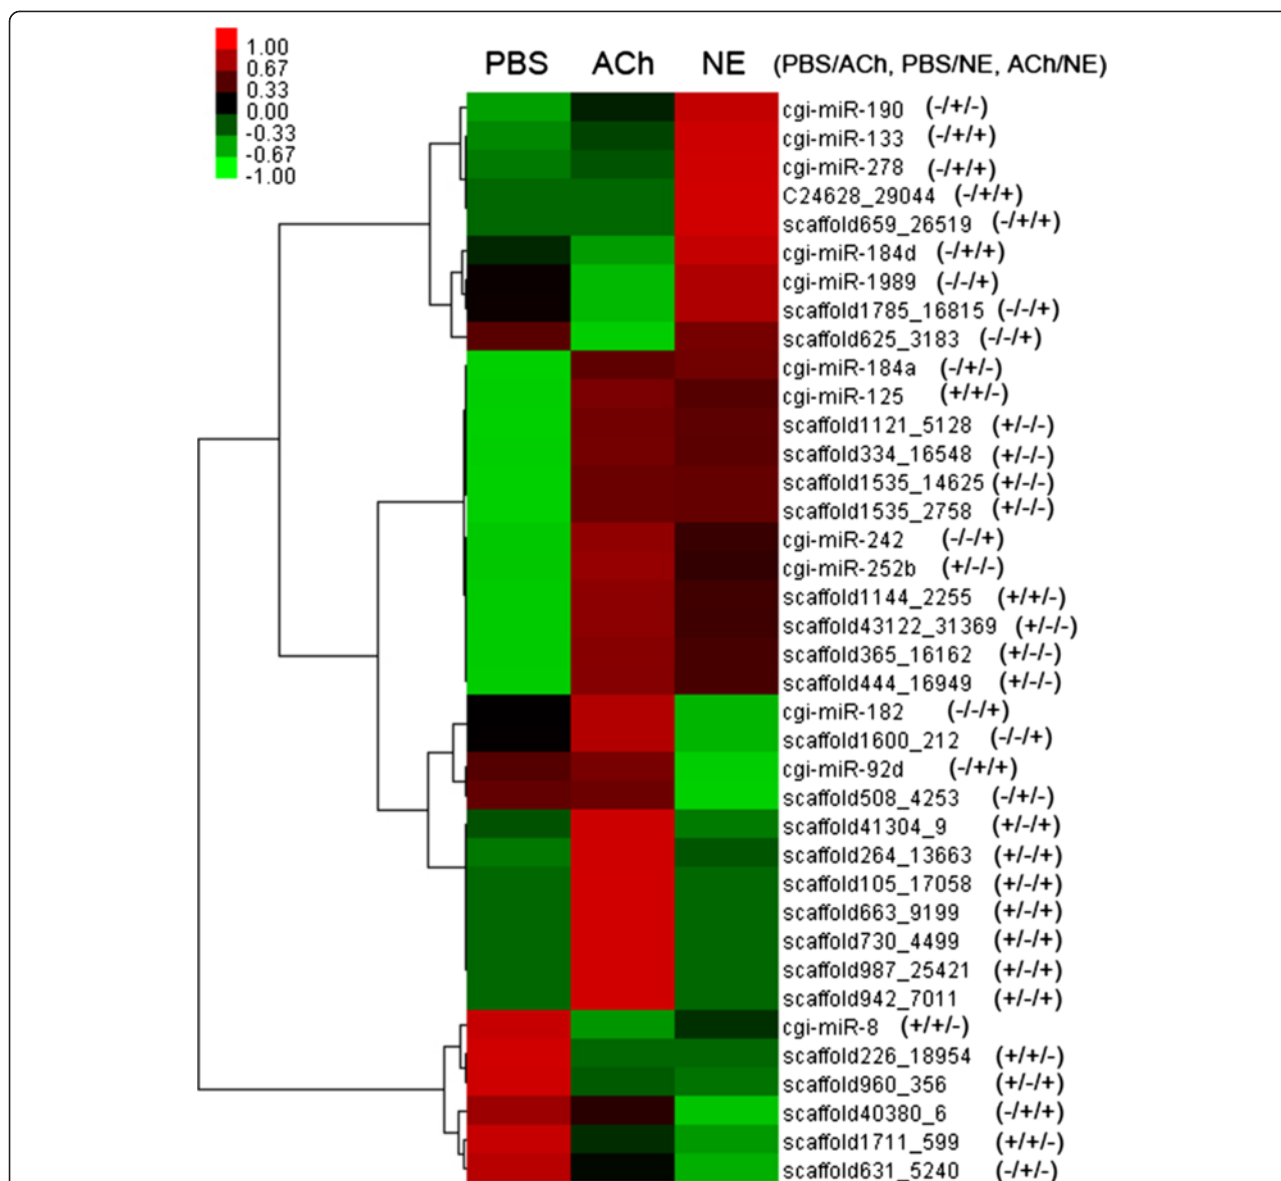 1.00
0.67
0.33
0.00
-0.33
-0.67
-1.00
PBS ACh NE (PBS/ACh, PBS/NE, ACh/NE)
cgi-miR-190 (-/+/-)
cgi-miR-133 (-/+/+)
cgi-miR-278 (-/+/+)
C24628_29044 (-/+/+)
scaffold659_26519 (-/+/+)
cgi-miR-184d (-/+/+)
cgi-miR-1989 (-/-/+)
scaffold1785_16815 (-/-/+)
scaffold625_3183 (-/-/+)
cgi-miR-184a (-/+/-)
cgi-miR-125 (+/+/-)
scaffold1121_5128 (+/-/-)
scaffold334_16548 (+/-/-)
scaffold1535_14625 (+/-/-)
scaffold1535_2758 (+/-/-)
cgi-miR-242 (-/-/+)
cgi-miR-252b (+/-/-)
scaffold1144_2255 (+/+/-)
scaffold43122_31369 (+/-/-)
scaffold365_16162 (+/-/-)
scaffold444_16949 (+/-/-)
cgi-miR-182 (-/-/+)
scaffold1600_212 (-/-/+)
cgi-miR-92d (-/+/+)
scaffold508_4253 (-/+/-)
scaffold41304_9 (+/-/+)
scaffold264_13663 (+/-/+)
scaffold105_17058 (+/-/+)
scaffold663_9199 (+/-/+)
scaffold730_4499 (+/-/+)
scaffold987_25421 (+/-/+)
scaffold942_7011 (+/-/+)
cgi-miR-8 (+/+/-)
scaffold226_18954 (+/+/-)
scaffold960_356 (+/-/+)
scaffold40380_6 (-/+/+)
scaffold1711_599 (+/+/-)
scaffold631_5240 (-/+/-)